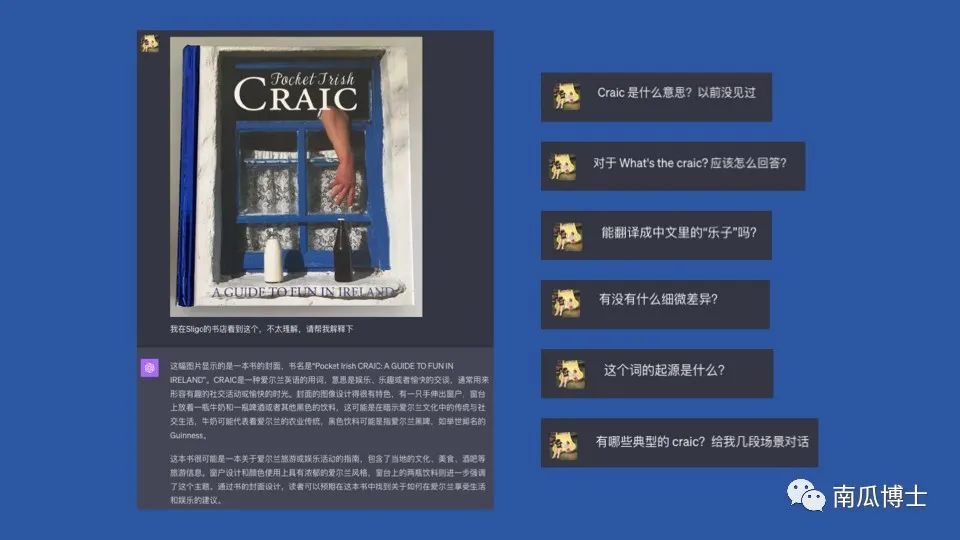 Pocket Irish
CRAIC
A GUIDE TO FUN IN IRELAND
我在Sligo的书店看到这个，不太理解，请帮我解释下
这幅图片显示的是一本书的封面，书名是“Pocket Irish CRAIC: A GUIDE TO FUN IN
IRELAND”。CRAIC是一种爱尔兰英语的用词，意思是娱乐、乐趣或者愉快的交谈，通常用来
形容有趣的社交活动或愉快的时光。封面的图像设计得很有特色，有一只手伸出窗户，窗台
上放着一瓶牛奶和一瓶啤酒或者其他黑色的饮料，这可能是在暗示爱尔兰文化中的传统与社
交生活，牛奶可能代表着爱尔兰的农业传统，黑色饮料可能是指爱尔兰黑啤，如举世闻名的
Guinness。
这本书很可能是一本关于爱尔兰旅游或娱乐活动的指南，包含了当地的文化、美食、酒吧等
旅游信息。窗户设计和颜色使用上具有浓郁的爱尔兰风格，窗台上的两瓶饮料则进一步强调
了这个主题。通过书的封面设计，读者可以预期在这本书中找到关于如何在爱尔兰享受生活
和娱乐的建议。
Craic 是什么意思？以前没见过
对于 What's the craic? 应该怎么回答？
能翻译成中文里的“乐子”吗？
有没有什么细微差异？
这个词的起源是什么？
有哪些典型的 craic？给我几段场景对话
南瓜博士